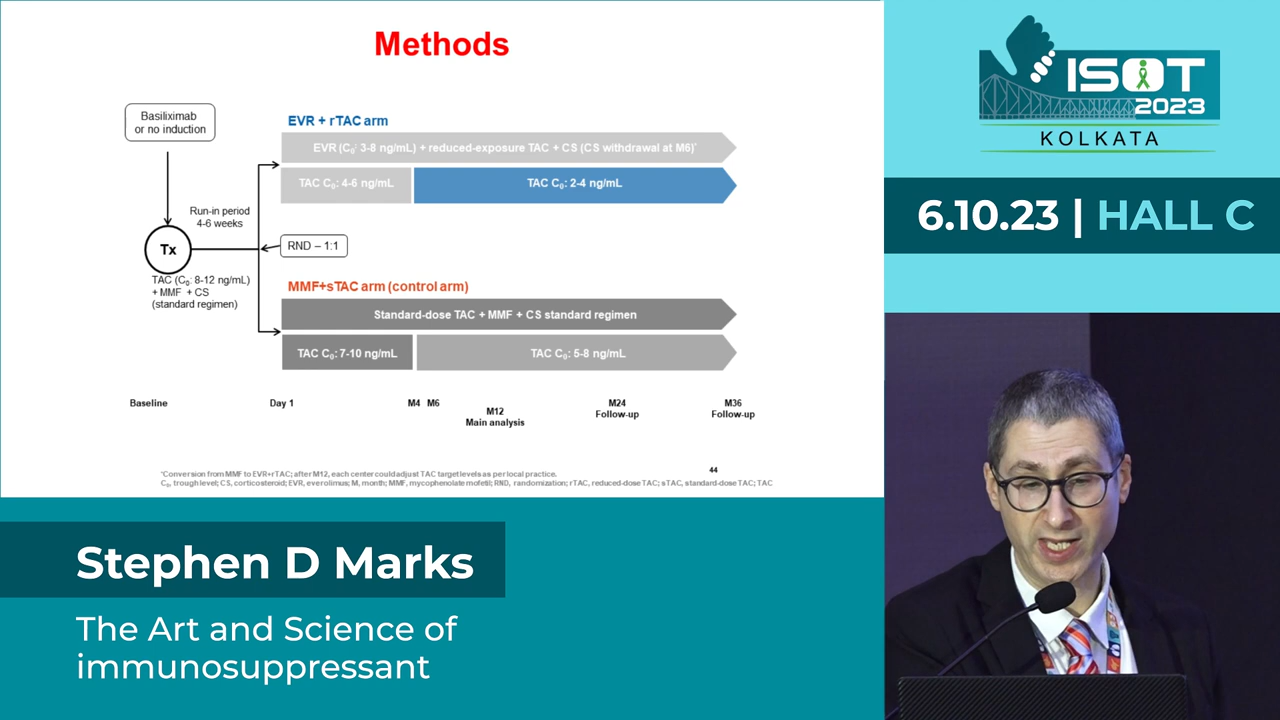 Methods
Basiliximab
or no induction
EVR + rTAC arm
EVR (C₀: 3-8 ng/mL) + reduced-exposure TAC + CS (CS withdrawal at M6)*
TAC C₀: 4-6 ng/mL
TAC C₀: 2-4 ng/mL
Run-in period
4-6 weeks
Tx
RND – 1:1
TAC (C₀: 8-12 ng/mL)
+ MMF + CS
(standard regimen)
MMF+sTAC arm (control arm)
Standard-dose TAC + MMF + CS standard regimen
TAC C₀: 7-10 ng/mL
TAC C₀: 5-8 ng/mL
Baseline
Day 1
M4
M6
M12
Main analysis
M24
Follow-up
M36
Follow-up
44
*Conversion from MMF to EVR+rTAC; after M12, each center could adjust TAC target levels as per local practice.
C₀, trough level; CS, corticosteroid; EVR, everolimus; M, month; MMF, mycophenolate mofetil; RND, randomization; rTAC, reduced-dose TAC; sTAC, standard-dose TAC; TAC
ISOT
2023
KOLKATA
6.10.23 | HALL C
Stephen D Marks
The Art and Science of
immunosuppressant